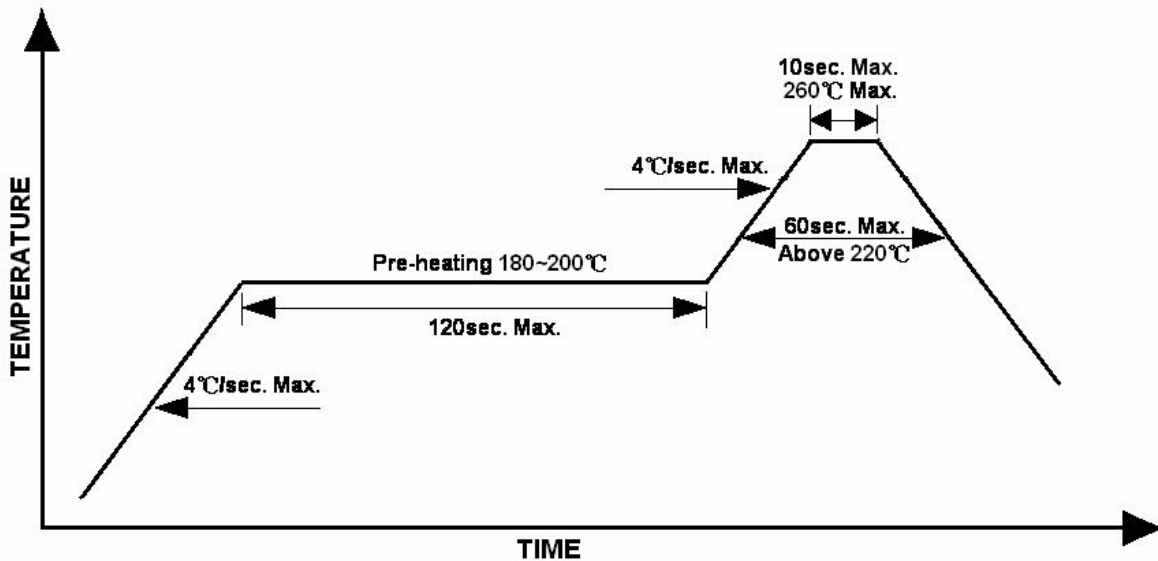 10sec. Max.
260℃ Max.
4℃/sec. Max.
60sec. Max.
Above 220℃
Pre-heating 180~200℃
120sec. Max.
4℃/sec. Max.
TEMPERATURE
TIME